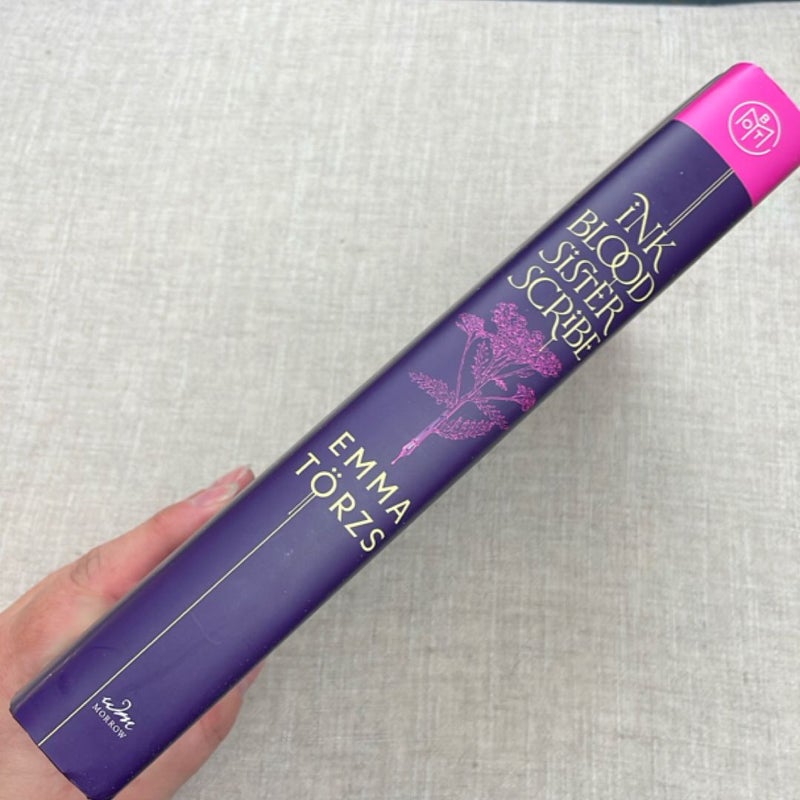 B
O T
INK
BLOOD
SISTER
SCRIBE
EMMA
TÖRZS
wm
MORROW